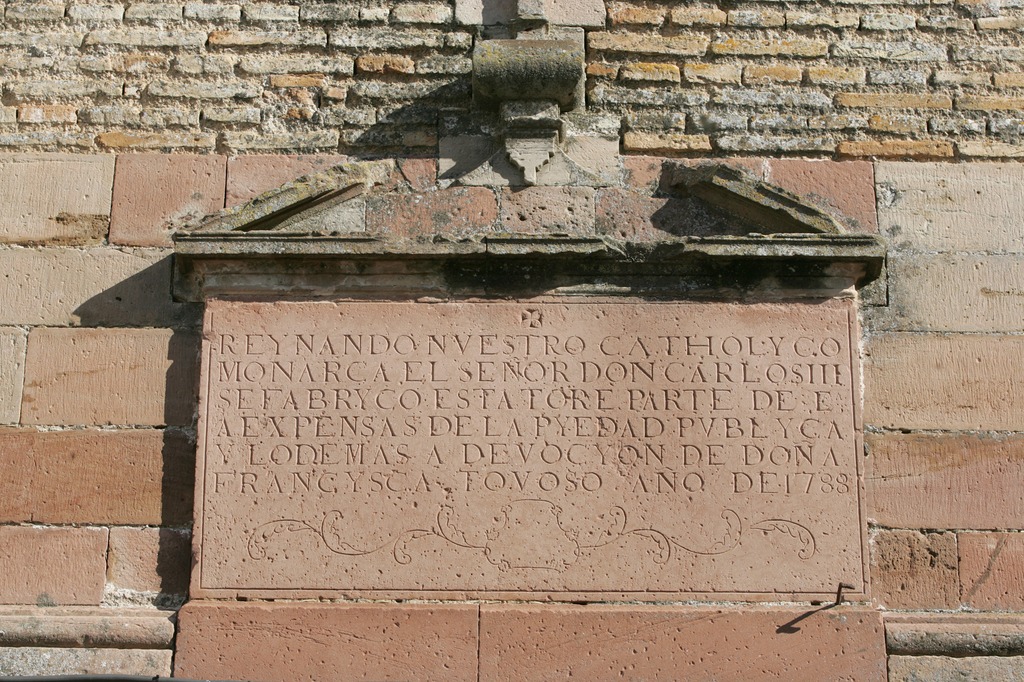 REYNANDO NVESTRO CATHOLYCO
MONARCA EL SEÑOR DON CARLOS III
SE FABRYCO ESTA TORE PARTE DE E
A EXPENSAS DE LA PYEDAD PVBLYCA
Y LO DEMAS A DEVOCYON DE DOÑA
FRANCYSCA TOVOSO AÑO DE 1788